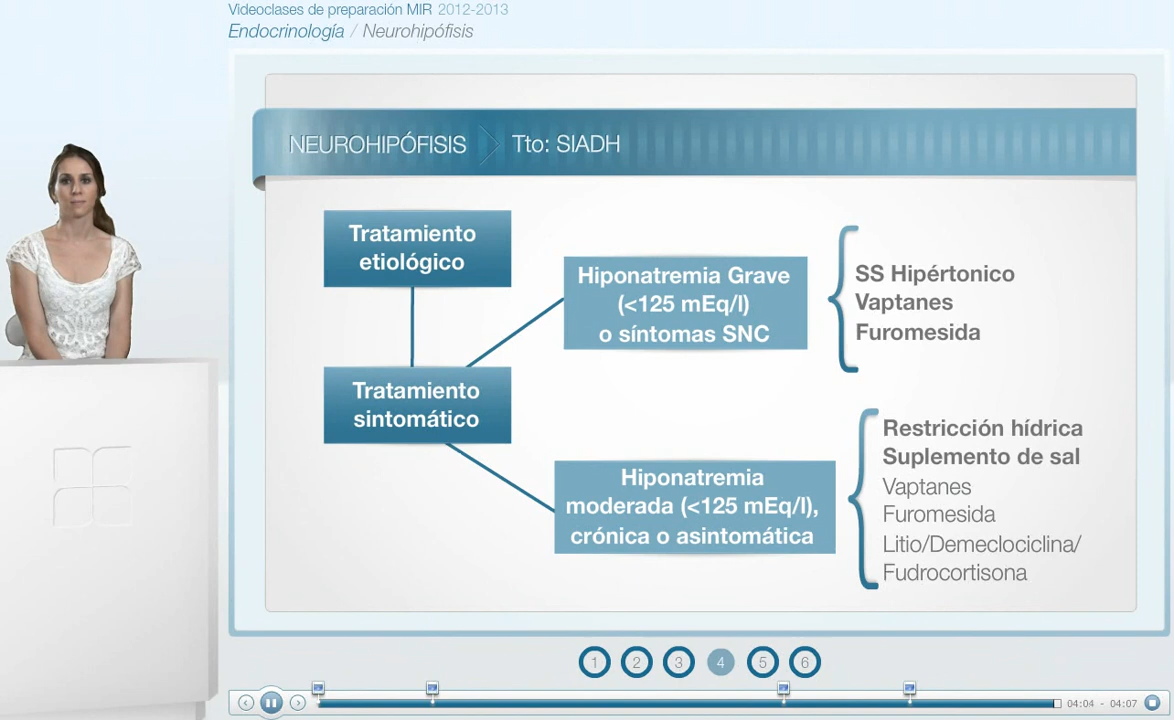 Videoclases de preparación MIR 2012-2013
Endocrinología / Neurohipófisis
NEUROHIPÓFISIS Tto: SIADH
Tratamiento
etiológico
Hiponatremia Grave
(<125 mEq/l)
o síntomas SNC
SS Hipértonico
Vaptanes
Furomesida
Tratamiento
sintomático
Hiponatremia
moderada (<125 mEq/l),
crónica o asintomática
Restricción hídrica
Suplemento de sal
Vaptanes
Furomesida
Litio/Demeclociclina/
Fudrocortisona
1 2 3 4 5 6
04:04 - 04:07